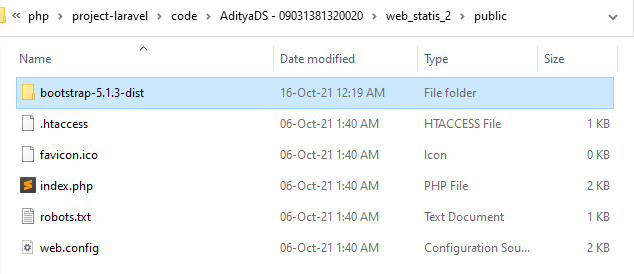 php > project-laravel > code > AdityaDS - 09031381320020 > web_statis_2 > public
Name Date modified Type Size
bootstrap-5.1.3-dist 16-Oct-21 12:19 AM File folder
.htaccess 06-Oct-21 1:40 AM HTACCESS File 1 KB
favicon.ico 06-Oct-21 1:40 AM Icon 0 KB
index.php 06-Oct-21 1:40 AM PHP File 2 KB
robots.txt 06-Oct-21 1:40 AM Text Document 1 KB
web.config 06-Oct-21 1:40 AM Configuration Sou... 2 KB